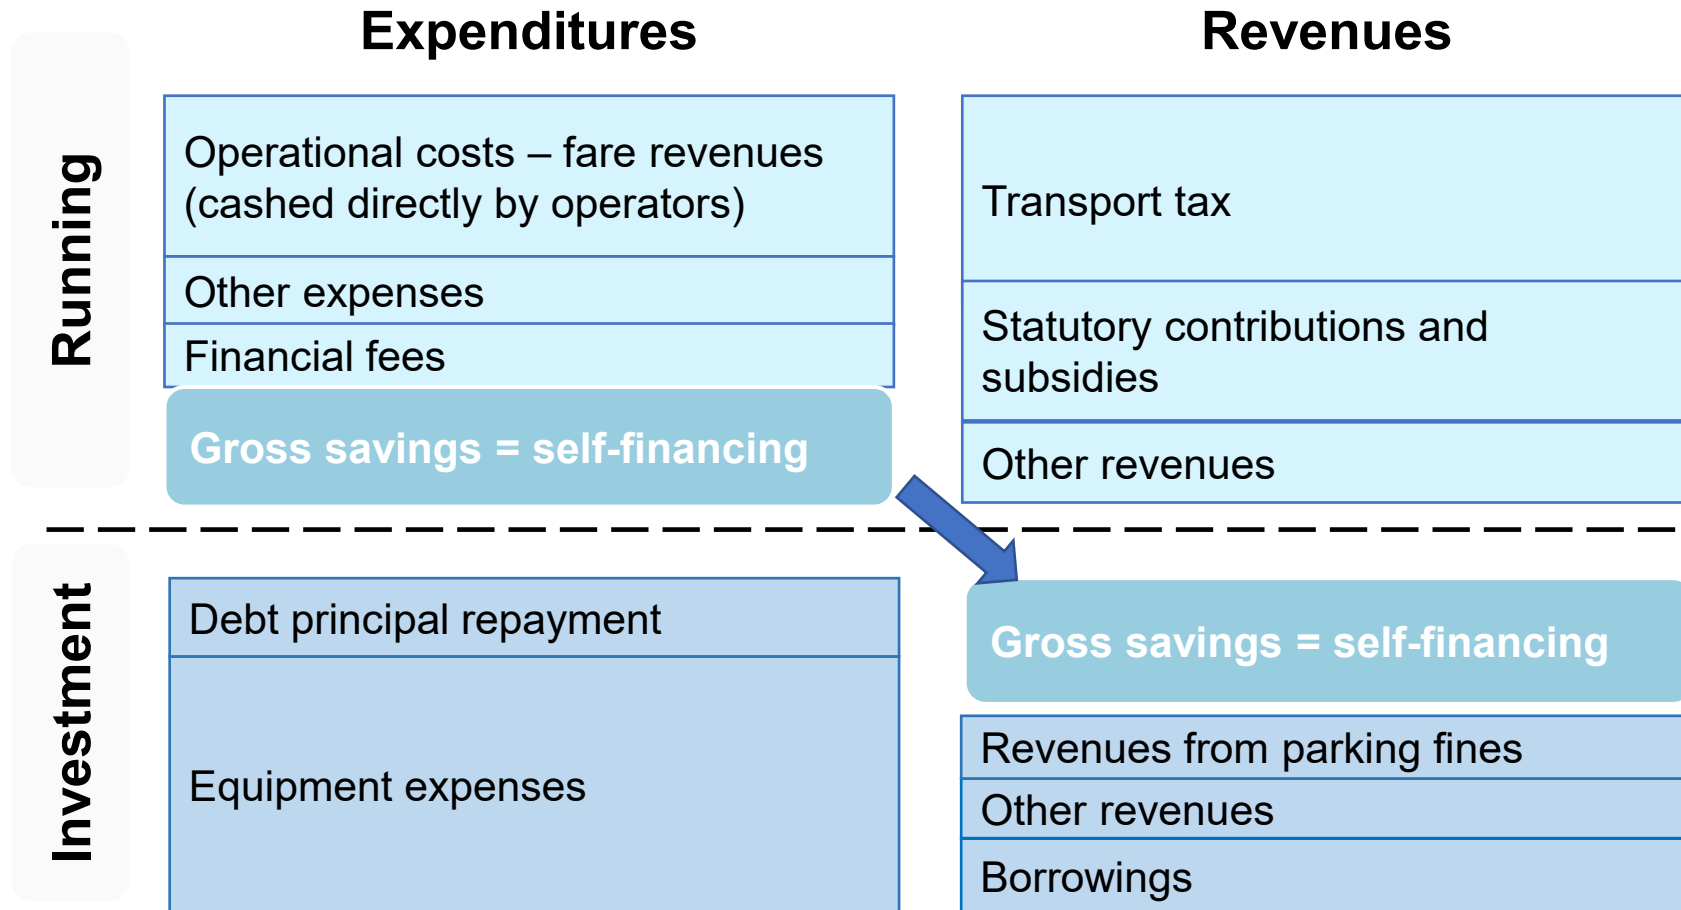 Expenditures
Revenues
Running
Operational costs – fare revenues
(cashed directly by operators)
Other expenses
Financial fees
Gross savings = self-financing
Transport tax
Statutory contributions and
subsidies
Other revenues
Investment
Debt principal repayment
Equipment expenses
Gross savings = self-financing
Revenues from parking fines
Other revenues
Borrowings